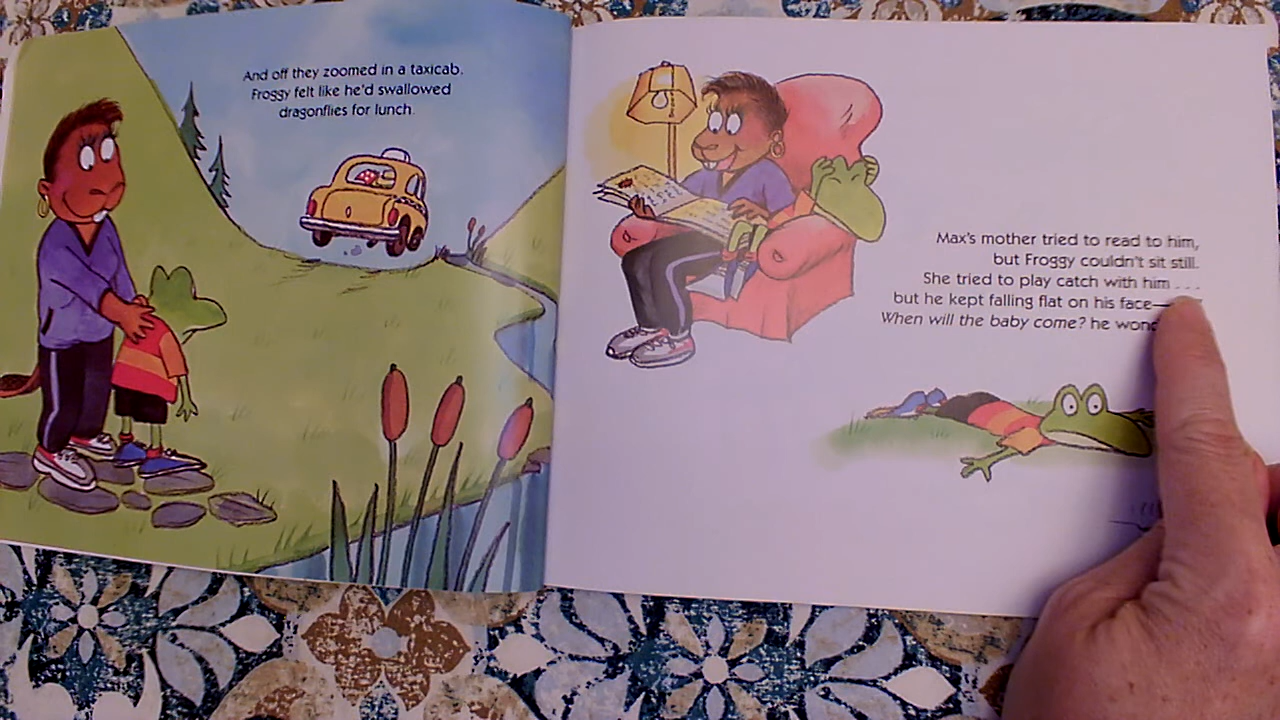 And off they zoomed in a taxicab.
Froggy felt like he'd swallowed
dragonflies for lunch.
Max's mother tried to read to him,
but Froggy couldn't sit still.
She tried to play catch with him . . .
but he kept falling flat on his face—
When will the baby come? he